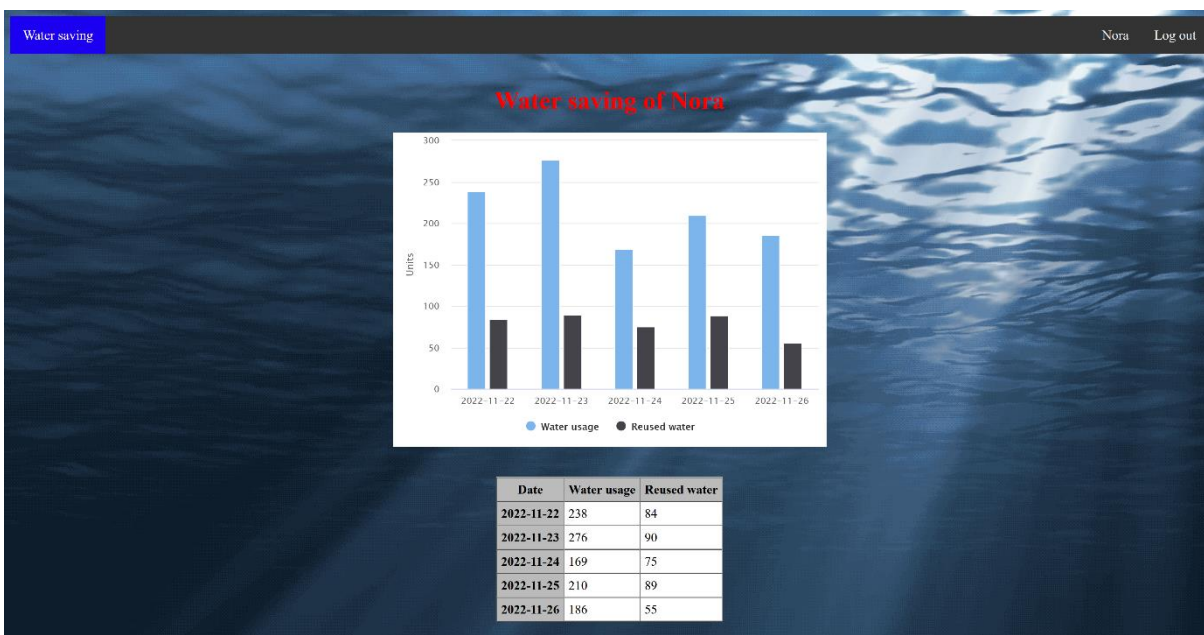 Water saving Nora Log out
Water saving of Nora
300
250
200
150
100
50
0
Units
2022-11-22 2022-11-23 2022-11-24 2022-11-25 2022-11-26
Water usage Reused water
Date Water usage Reused water
2022-11-22 238 84
2022-11-23 276 90
2022-11-24 169 75
2022-11-25 210 89
2022-11-26 186 55